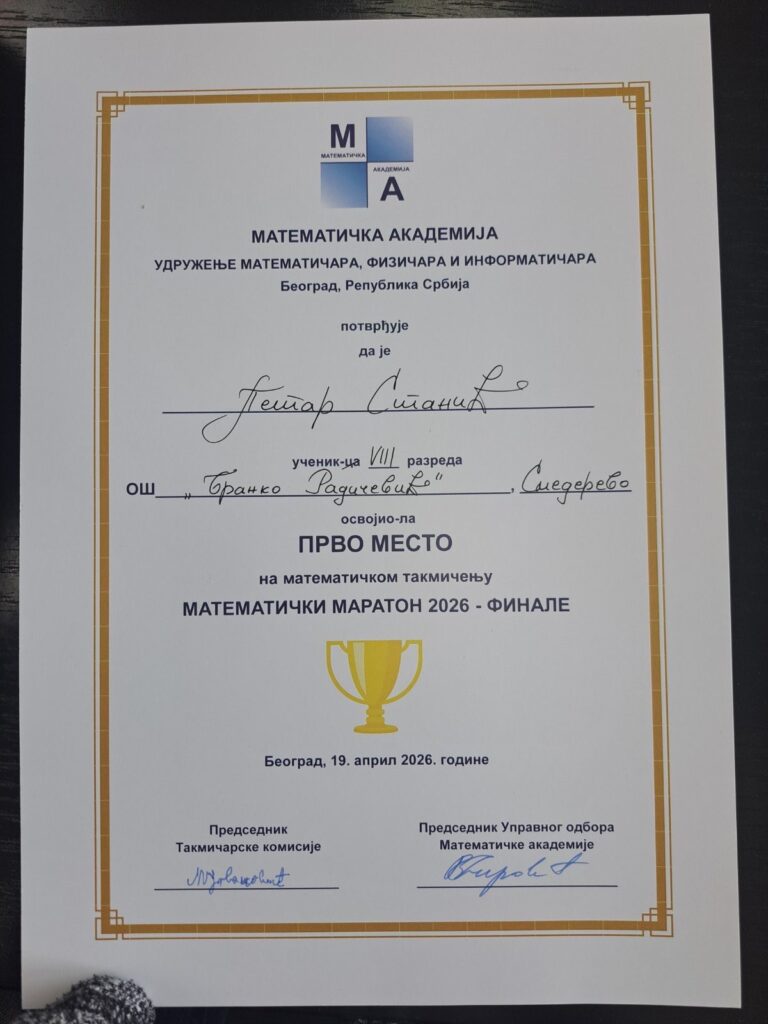 М
МАТЕМАТИЧКА
АКАДЕМИЈА
А
МАТЕМАТИЧКА АКАДЕМИЈА
УДРУЖЕЊЕ МАТЕМАТИЧАРА, ФИЗИЧАРА И ИНФОРМАТИЧАРА
Београд, Република Србија
потврђује
да је
Петар Станић
ученик-ца VIII разреда
ОШ „Бранко Радичевић“, Смедерево
освојио-ла
ПРВО МЕСТО
на математичком такмичењу
МАТЕМАТИЧКИ МАРАТОН 2026 - ФИНАЛЕ
Београд, 19. април 2026. године
Председник
Такмичарске комисије
Председник Управног одбора
Математичке академије